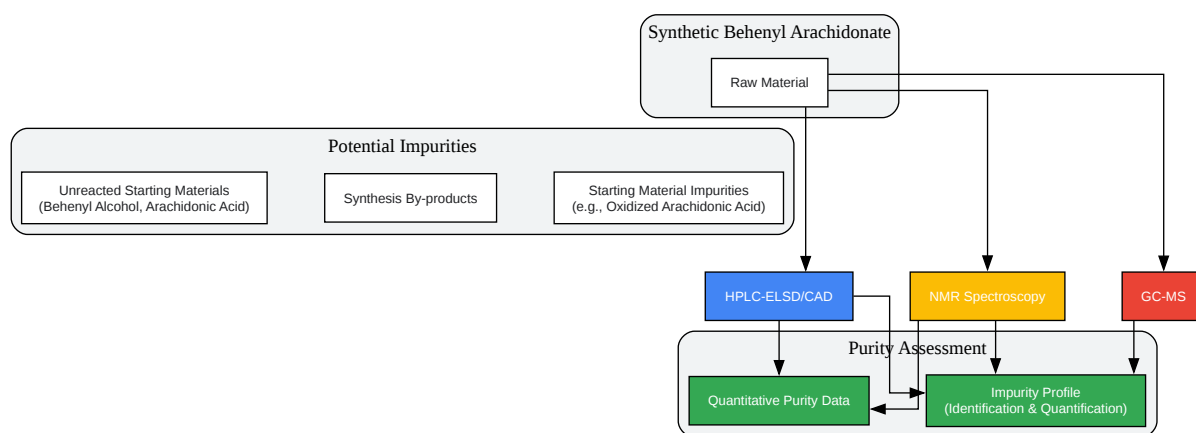 Synthetic Behenyl Arachidonate
Raw Material
Potential Impurities
Unreacted Starting Materials
(Behenyl Alcohol, Arachidonic Acid)
Synthesis By-products
Starting Material Impurities
(e.g., Oxidized Arachidonic Acid)
HPLC-ELSD/CAD
NMR Spectroscopy
GC-MS
Purity Assessment
Quantitative Purity Data
Impurity Profile
(Identification & Quantification)